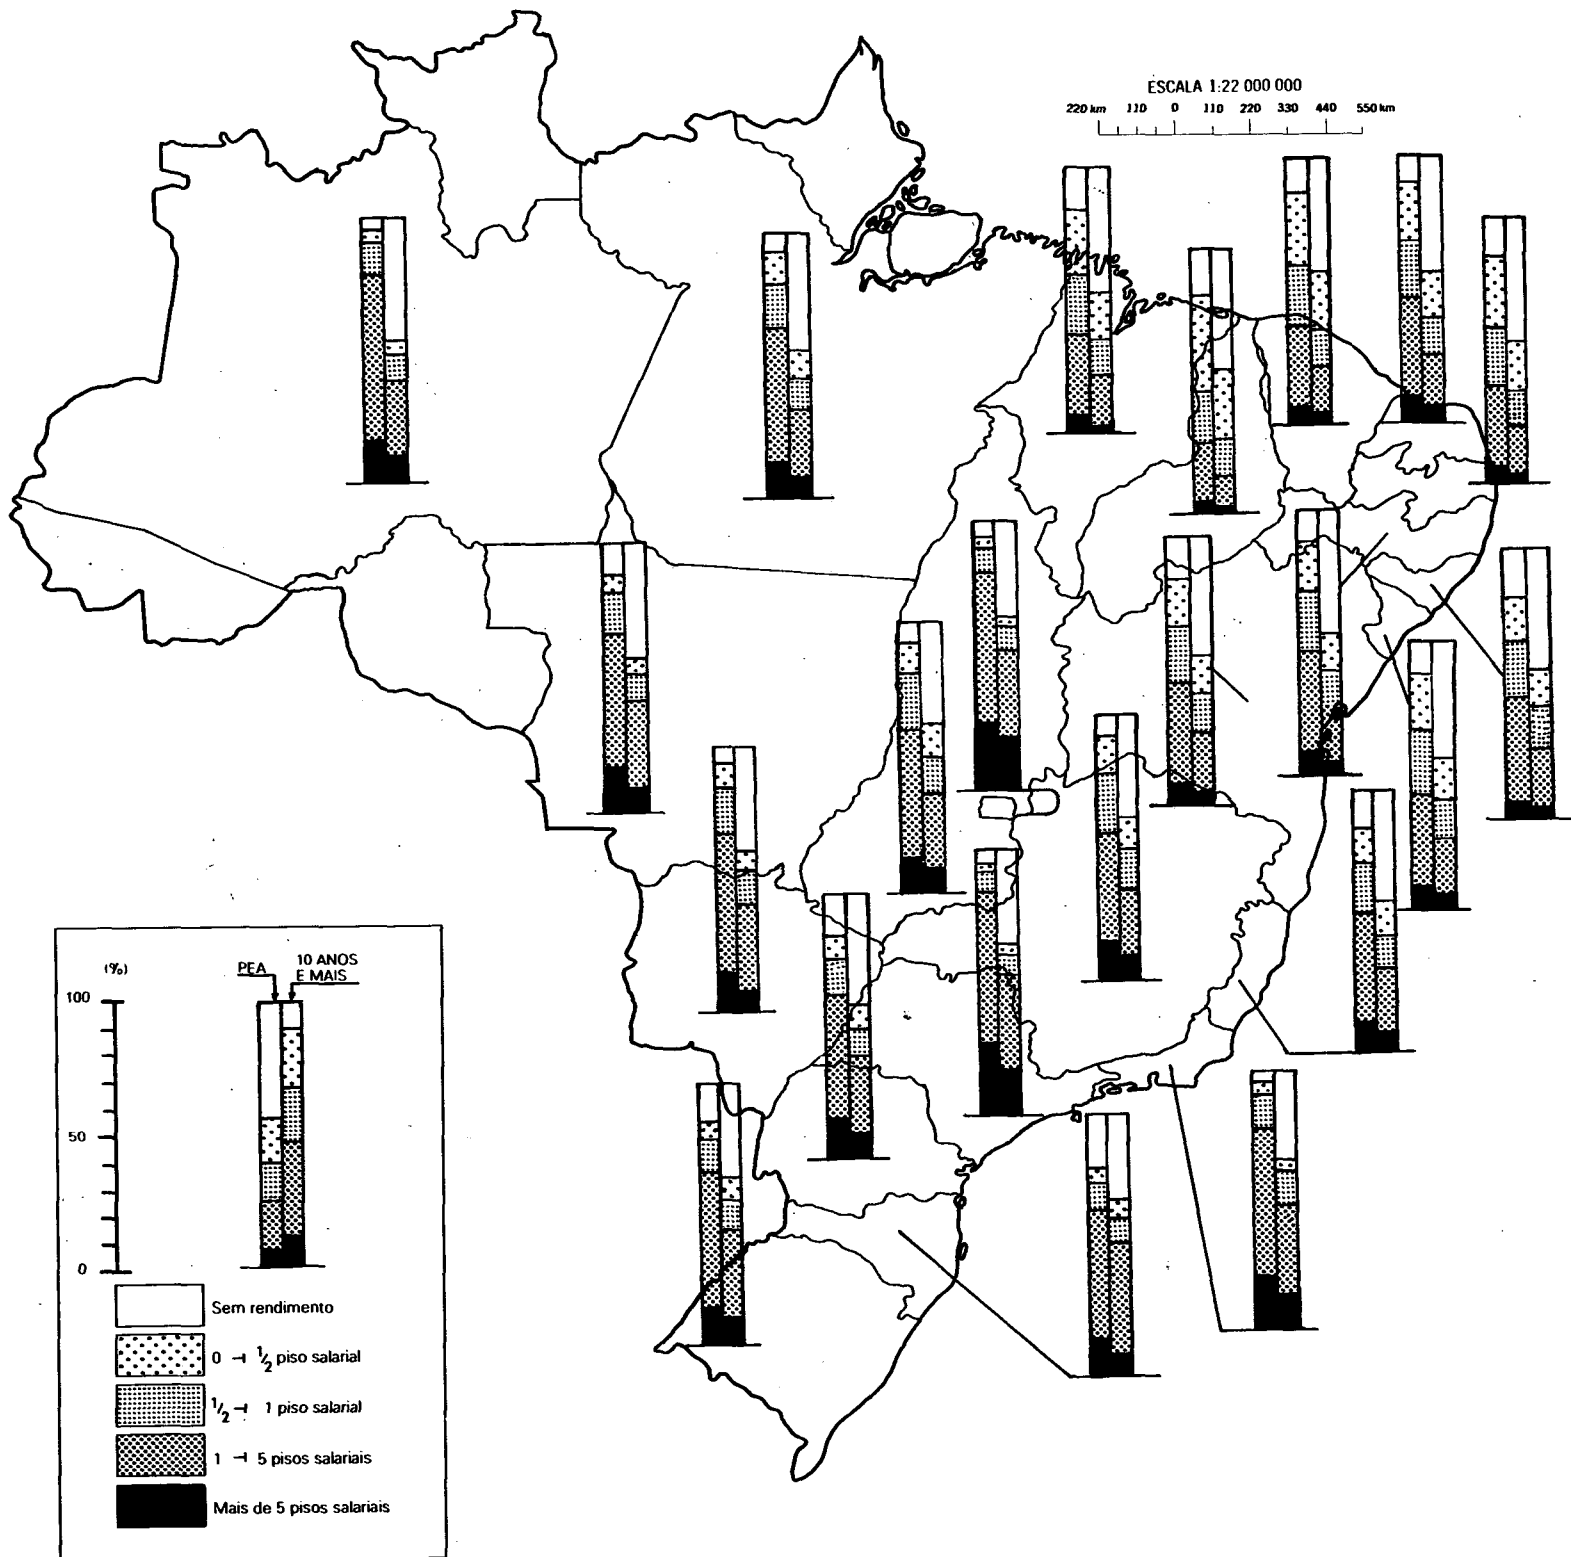 ESCALA 1:22 000 000
220 km 110 0 110 220 330 440 550 km
(%)
PEA
10 ANOS
E MAIS
100
50
0
Sem rendimento
0 ⊣ 1/2 piso salarial
1/2 ⊣ 1 piso salarial
1 ⊣ 5 pisos salariais
Mais de 5 pisos salariais